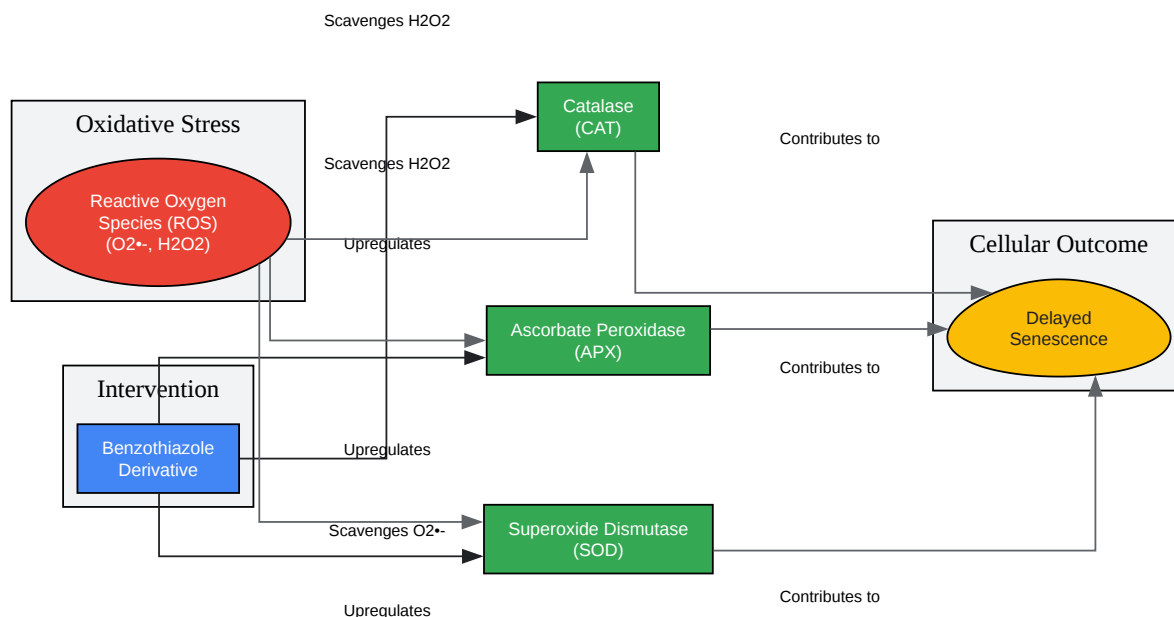 Scavenges H2O2
Catalase
(CAT)
Oxidative Stress
Contributes to
Scavenges H2O2
Reactive Oxygen
Species (ROS)
(O2•-, H2O2)
Upregulates
Cellular Outcome
Ascorbate Peroxidase
(APX)
Delayed
Senescence
Contributes to
Intervention
Benzothiazole
Derivative
Upregulates
Superoxide Dismutase
(SOD)
Scavenges O2•-
Contributes to
Upregulates